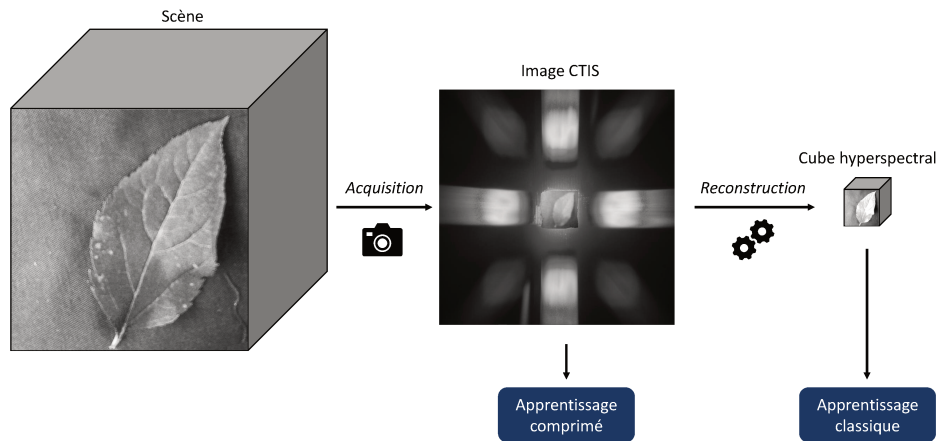 Scène
Image CTIS
Cube hyperspectral
Acquisition
Reconstruction
Apprentissage
comprimé
Apprentissage
classique